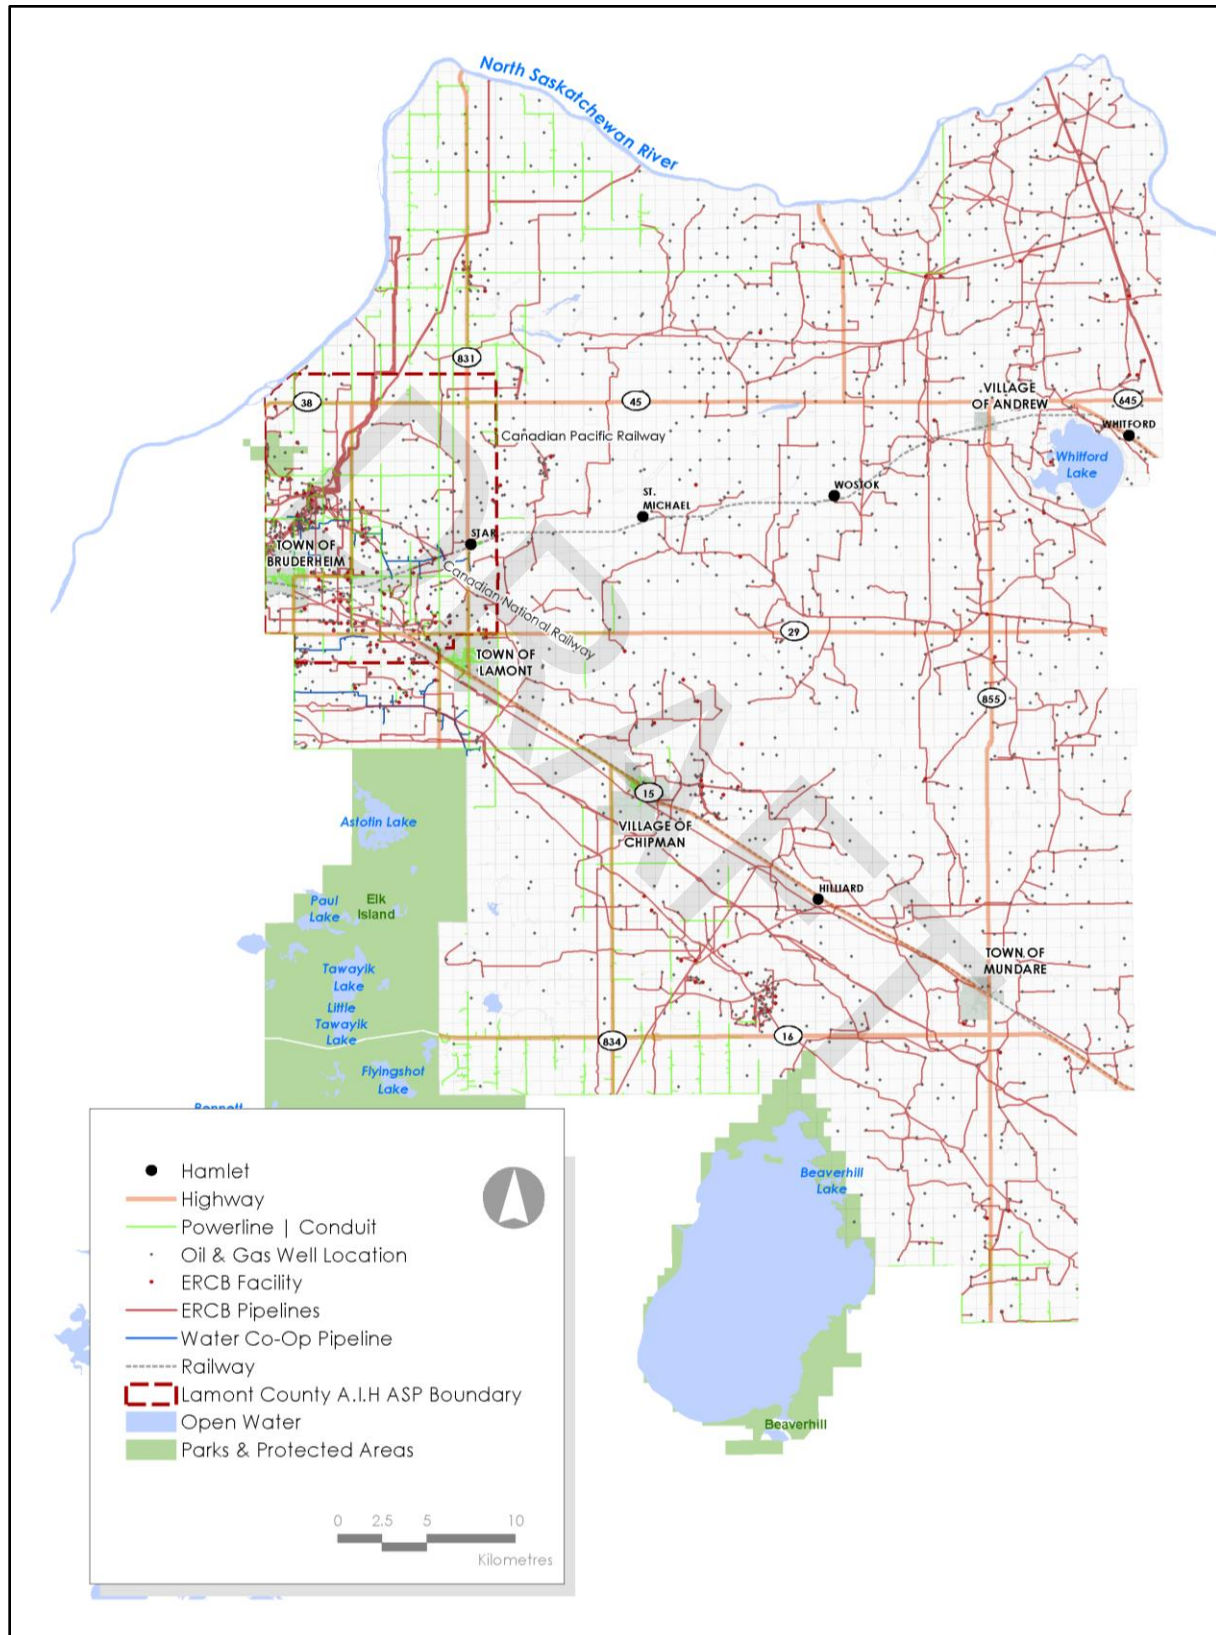 North Saskatchewan River
831
38
45
VILLAGE
OF ANDREW
645
WHITFORD
Canadian Pacific Railway
Whitford
Lake
WOSTOK
ST.
MICHAEL
STAR
TOWN OF
BRUDERHEIM
Canadian National Railway
29
TOWN OF
LAMONT
855
15
VILLAGE OF
CHIPMAN
Astotin Lake
HILLIARD
Paul
Lake
Elk
Island
TOWN OF
MUNDARE
Tawayik
Lake
Little
Tawayik
Lake
834
16
Flyingshot
Lake
Beaverhill
Lake
Beaverhill
DRAFT
Hamlet
Highway
Powerline | Conduit
Oil & Gas Well Location
ERCB Facility
ERCB Pipelines
Water Co-Op Pipeline
Railway
Lamont County A.I.H ASP Boundary
Open Water
Parks & Protected Areas
0 2.5 5 10
Kilometres